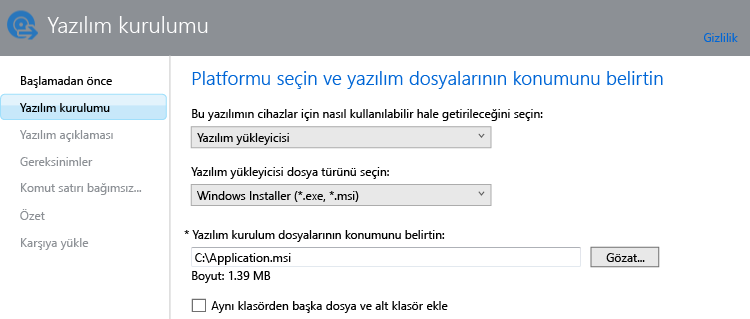 Yazılım kurulumu
Gizlilik
Başlamadan önce
Yazılım kurulumu
Yazılım açıklaması
Gereksinimler
Komut satırı bağımsız...
Özet
Karşıya yükle
Platformu seçin ve yazılım dosyalarının konumunu belirtin
Bu yazılımın cihazlar için nasıl kullanılabilir hale getirileceğini seçin:
Yazılım yükleyicisi
Yazılım yükleyicisi dosya türünü seçin:
Windows Installer (*.exe, *.msi)
* Yazılım kurulum dosyalarının konumunu belirtin:
C:\Application.msi
Gözat...
Boyut: 1.39 MB
Aynı klasörden başka dosya ve alt klasör ekle